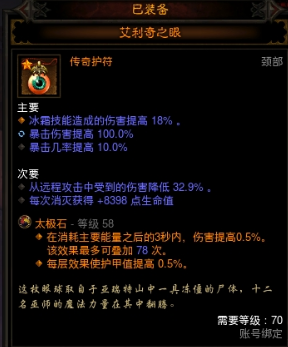 已装备
艾利奇之眼
传奇护符
颈部
主要
冰霜技能造成的伤害提高 18% 。
暴击伤害提高 100.0%
暴击几率提高 10.0%
次要
从远程攻击中受到的伤害降低 32.9% 。
每次消灭获得 +8398 点生命值
太极石 - 等级 58
在消耗主要能量之后的3秒内，伤害提高0.5%。
该效果最多可叠加 78 次。
每层效果使护甲值提高 0.5%。
这枚眼球取自于亚瑞特山中一具冻僵的尸体，十二
名巫师的魔法力量在其中翻腾。
需要等级：70
账号绑定